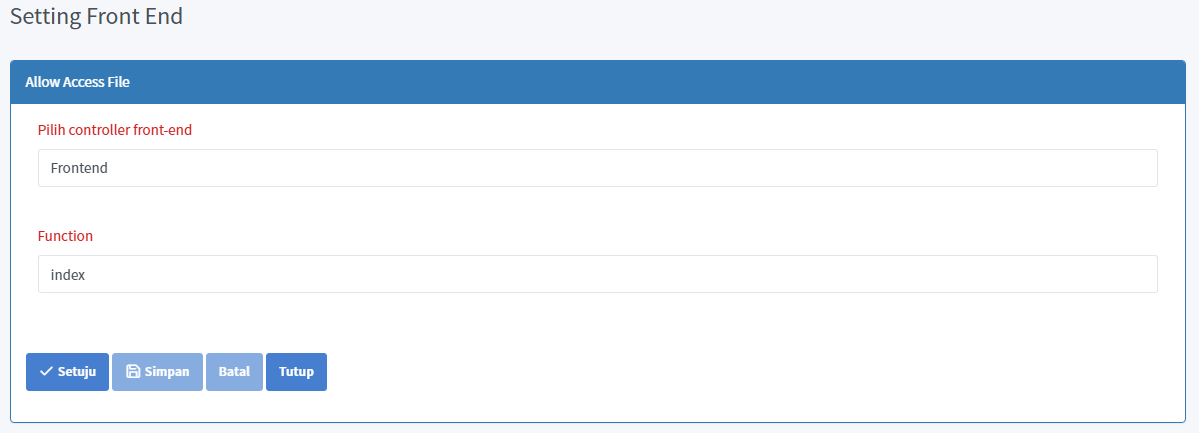 Setting Front End
Allow Access File
Pilih controller front-end
Frontend
Function
index
Setuju Simpan Batal Tutup